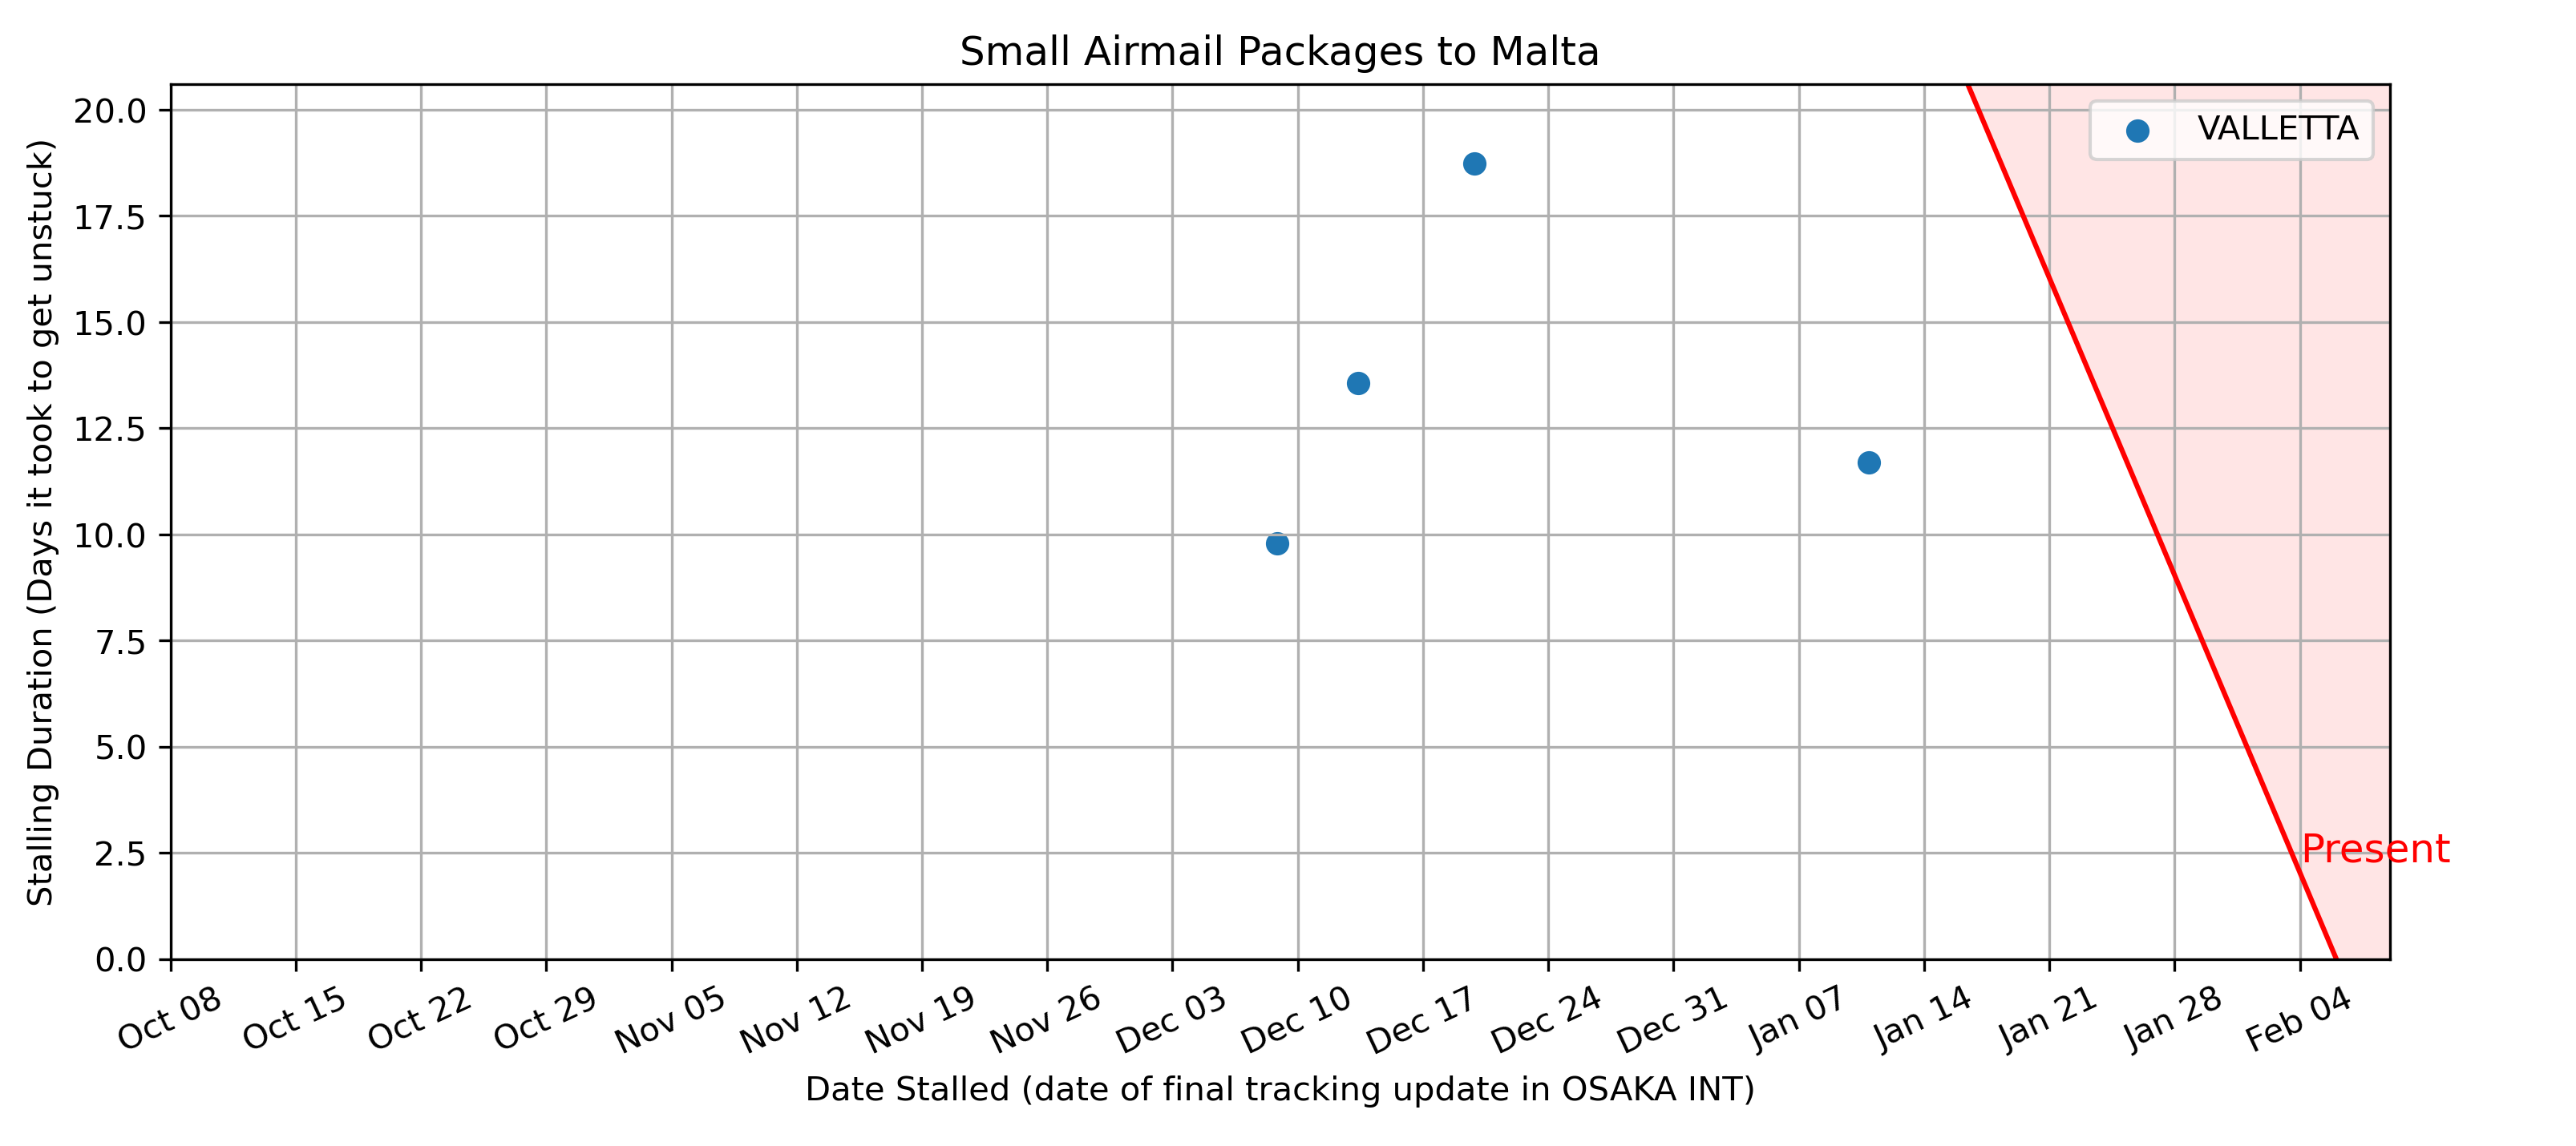 Small Airmail Packages to Malta
VALLETTA
20.0
17.5
15.0
12.5
10.0
7.5
5.0
2.5
0.0
Stalling Duration (Days it took to get unstuck)
Present
Oct 08
Oct 15
Oct 22
Oct 29
Nov 05
Nov 12
Nov 19
Nov 26
Dec 03
Dec 10
Dec 17
Dec 24
Dec 31
Jan 07
Jan 14
Jan 21
Jan 28
Feb 04
Date Stalled (date of final tracking update in OSAKA INT)